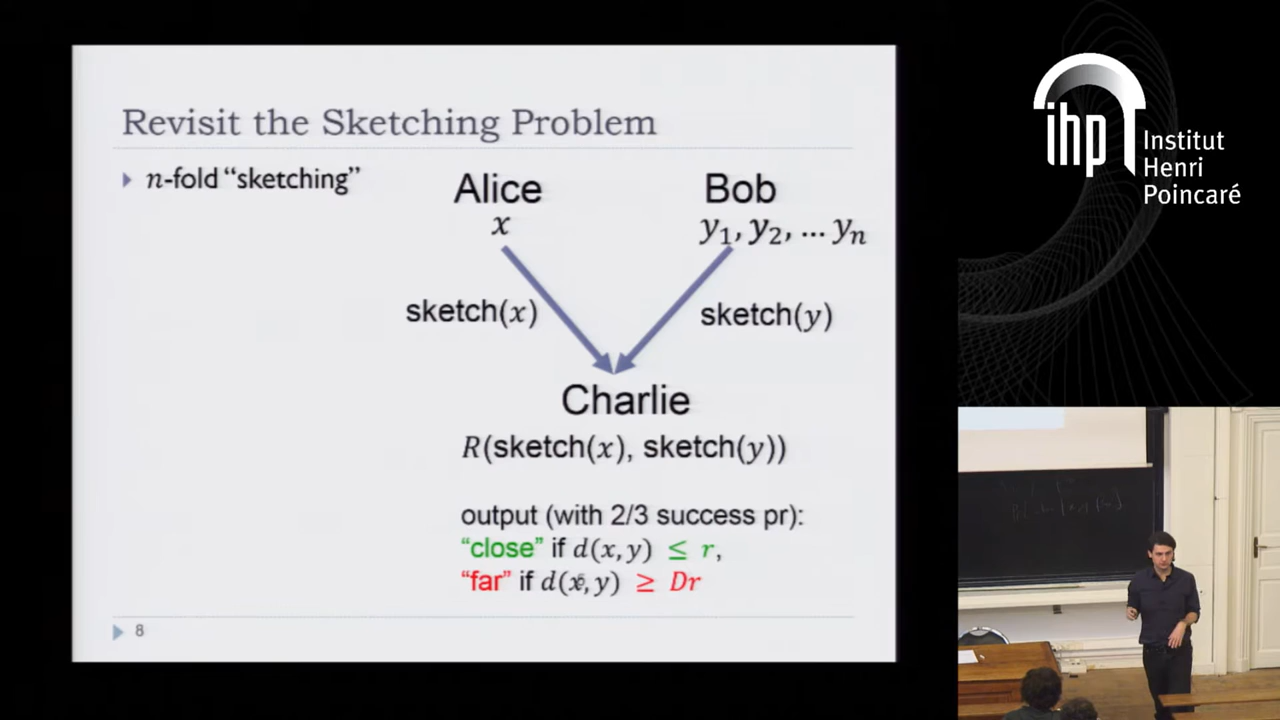 Revisit the Sketching Problem
n-fold "sketching"
Alice
x
Bob
y₁, y₂, … yₙ
sketch(x)
sketch(y)
Charlie
R(sketch(x), sketch(y))
output (with 2/3 success pr):
"close" if d(x, y) ≤ r,
"far" if d(x, y) ≥ Dr
8
ihp
Institut
Henri
Poincaré